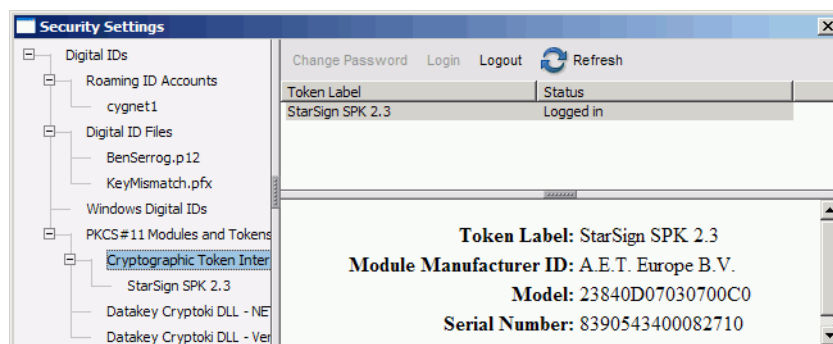 Security Settings
Digital IDs
Roaming ID Accounts
cygnet1
Digital ID Files
BenSerrog.p12
KeyMismatch.pfx
Windows Digital IDs
PKCS#11 Modules and Tokens
Cryptographic Token Inter
StarSign SPK 2.3
Datakey Cryptoki DLL - NE
Datakey Cryptoki DLL - Ver
Change Password Login Logout Refresh
Token Label Status
StarSign SPK 2.3 Logged in
Token Label: StarSign SPK 2.3
Module Manufacturer ID: A.E.T. Europe B.V.
Model: 23840D07030700C0
Serial Number: 8390543400082710